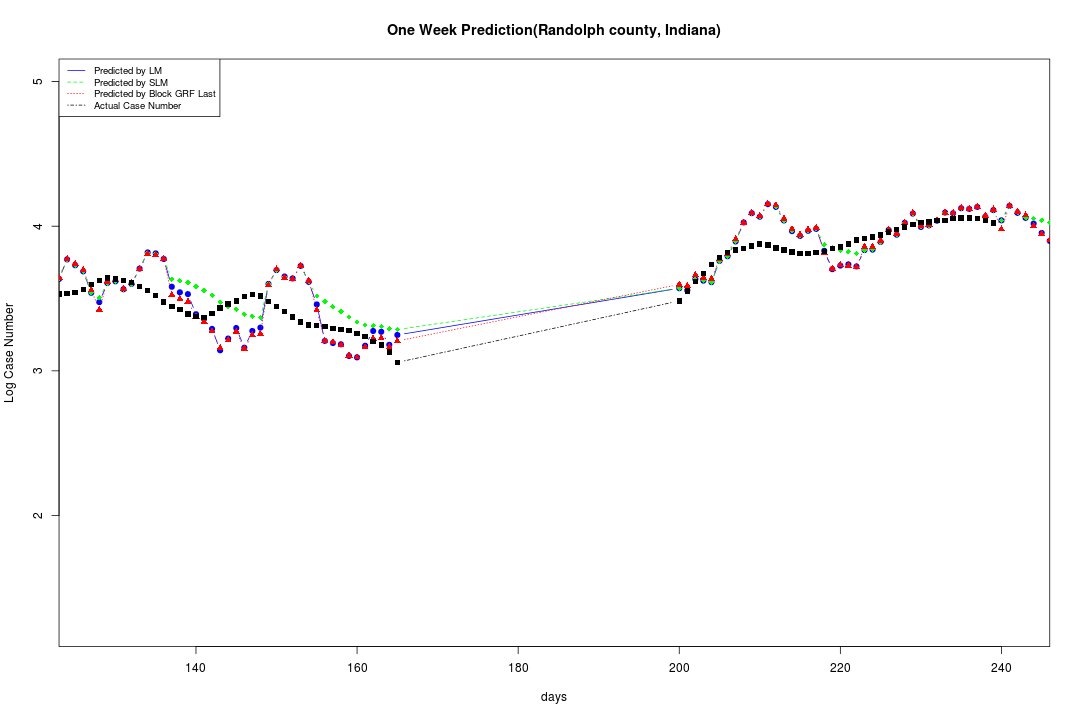 One Week Prediction(Randolph county, Indiana)
Predicted by LM
Predicted by SLM
Predicted by Block GRF Last
Actual Case Number
5
4
3
2
Log Case Number
140 160 180 200 220 240
days